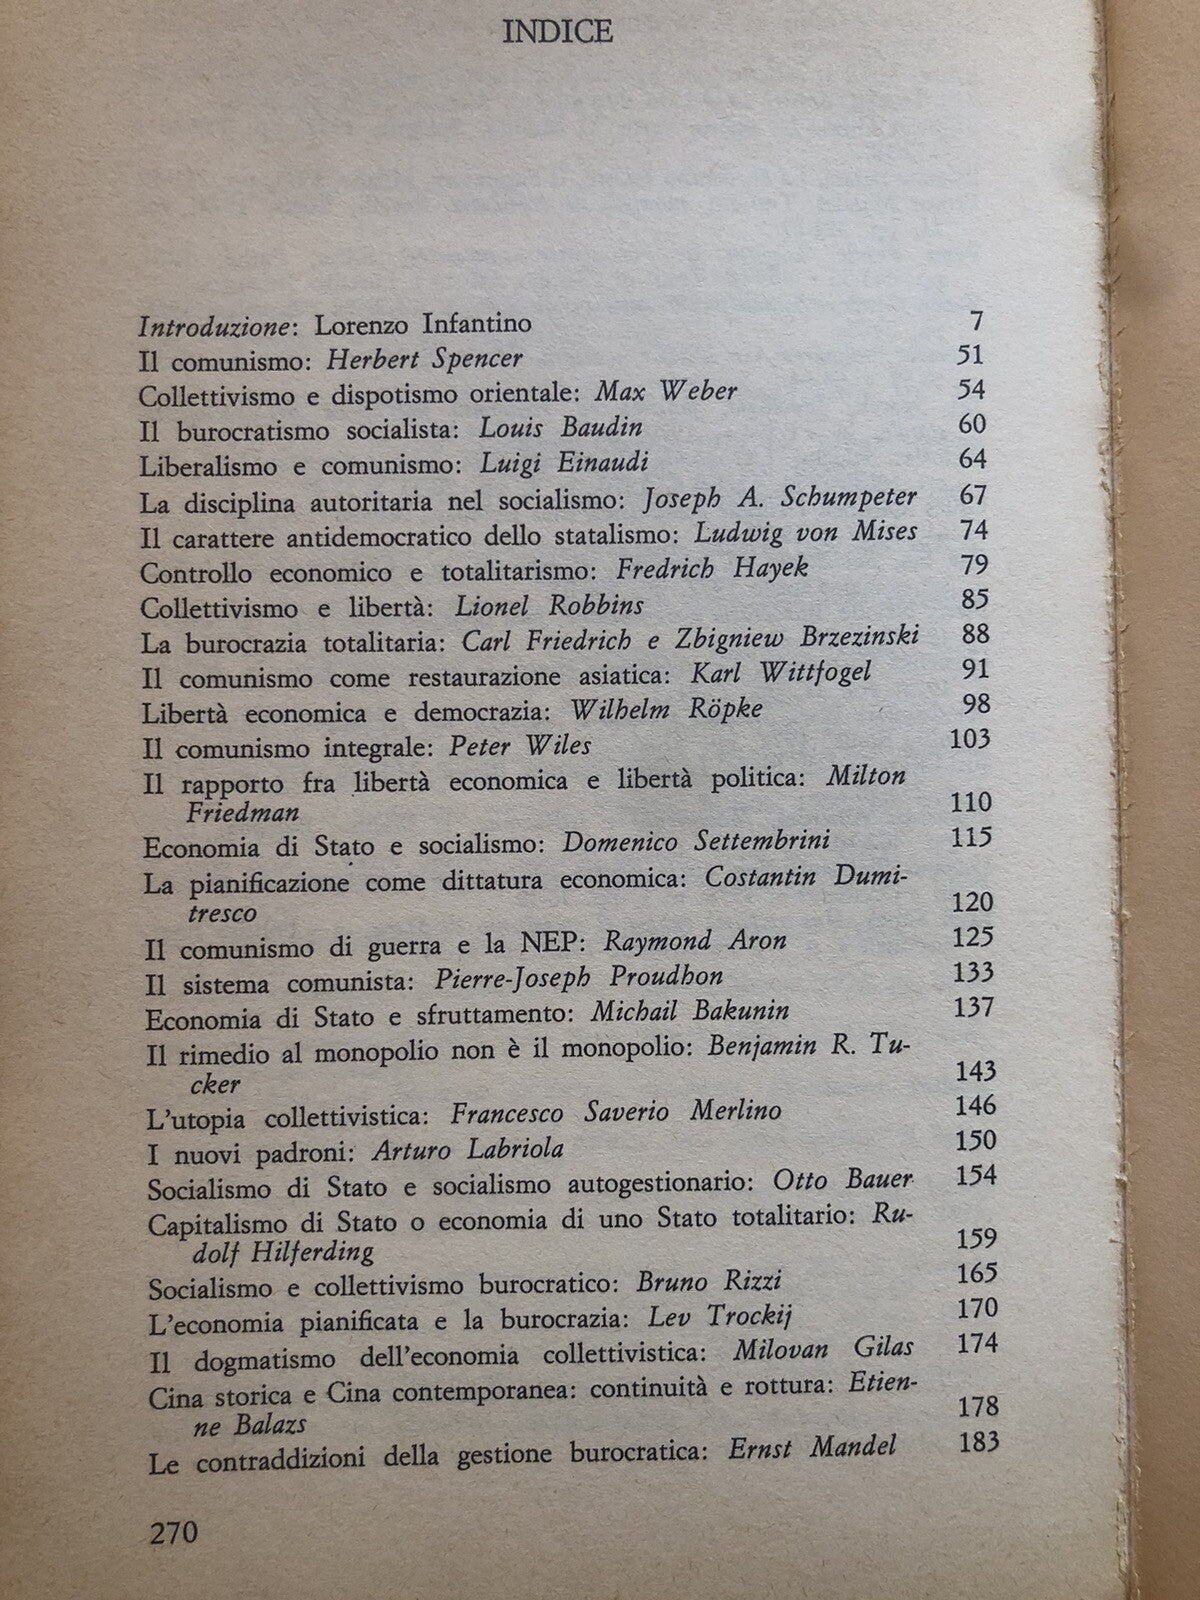 INDICE
Introduzione: Lorenzo Infantino 7
Il comunismo: Herbert Spencer 51
Collettivismo e dispotismo orientale: Max Weber 54
Il burocratismo socialista: Louis Baudin 60
Liberalismo e comunismo: Luigi Einaudi 64
La disciplina autoritaria nel socialismo: Joseph A. Schumpeter 67
Il carattere antidemocratico dello statalismo: Ludwig von Mises 74
Controllo economico e totalitarismo: Fredrich Hayek 79
Collettivismo e libertà: Lionel Robbins 85
La burocrazia totalitaria: Carl Friedrich e Zbigniew Brzezinski 88
Il comunismo come restaurazione asiatica: Karl Wittfogel 91
Libertà economica e democrazia: Wilhelm Röpke 98
Il comunismo integrale: Peter Wiles 103
Il rapporto fra libertà economica e libertà politica: Milton
Friedman 110
Economia di Stato e socialismo: Domenico Settembrini 115
La pianificazione come dittatura economica: Costantin Dumi-
tresco 120
Il comunismo di guerra e la NEP: Raymond Aron 125
Il sistema comunista: Pierre-Joseph Proudhon 133
Economia di Stato e sfruttamento: Michail Bakunin 137
Il rimedio al monopolio non è il monopolio: Benjamin R. Tu-
cker 143
L'utopia collettivistica: Francesco Saverio Merlino 146
I nuovi padroni: Arturo Labriola 150
Socialismo di Stato e socialismo autogestionario: Otto Bauer 154
Capitalismo di Stato o economia di uno Stato totalitario: Ru-
dolf Hilferding 159
Socialismo e collettivismo burocratico: Bruno Rizzi 165
L'economia pianificata e la burocrazia: Lev Trockij 170
Il dogmatismo dell'economia collettivistica: Milovan Gilas 174
Cina storica e Cina contemporanea: continuità e rottura: Etien-
ne Balazs 178
Le contraddizioni della gestione burocratica: Ernst Mandel 183
270